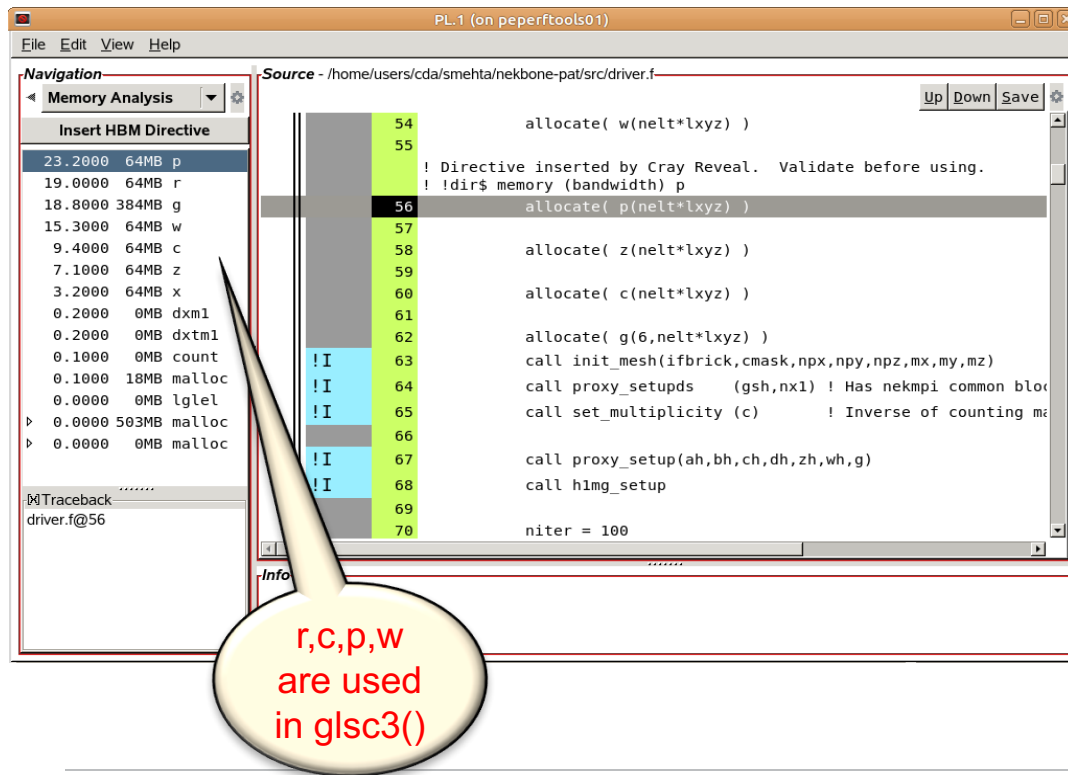 PL.1 (on peperftools01)
File Edit View Help
Navigation
Memory Analysis
Insert HBM Directive
23.2000 64MB p
19.0000 64MB r
18.8000 384MB g
15.3000 64MB w
9.4000 64MB c
7.1000 64MB z
3.2000 64MB x
0.2000 0MB dxm1
0.2000 0MB dxtm1
0.1000 0MB count
0.1000 18MB malloc
0.0000 0MB lglel
0.0000 503MB malloc
0.0000 0MB malloc
Traceback
driver.f@56
Source - /home/users/cda/smehta/nekbone-pat/src/driver.f
Up Down Save
54 allocate( w(nelt*lxyz) )
55
! Directive inserted by Cray Reveal. Validate before using.
! !dir$ memory (bandwidth) p
56 allocate( p(nelt*lxyz) )
57
58 allocate( z(nelt*lxyz) )
59
60 allocate( c(nelt*lxyz) )
61
62 allocate( g(6,nelt*lxyz) )
!I 63 call init_mesh(ifbrick,cmask,npx,npy,npz,mx,my,mz)
!I 64 call proxy_setupds (gsh,nx1) ! Has nekmpi common bloc
!I 65 call set_multiplicity (c) ! Inverse of counting ma
66
!I 67 call proxy_setup(ah,bh,ch,dh,zh,wh,g)
!I 68 call h1mg_setup
69
70 niter = 100
Info
r,c,p,w
are used
in glsc3()